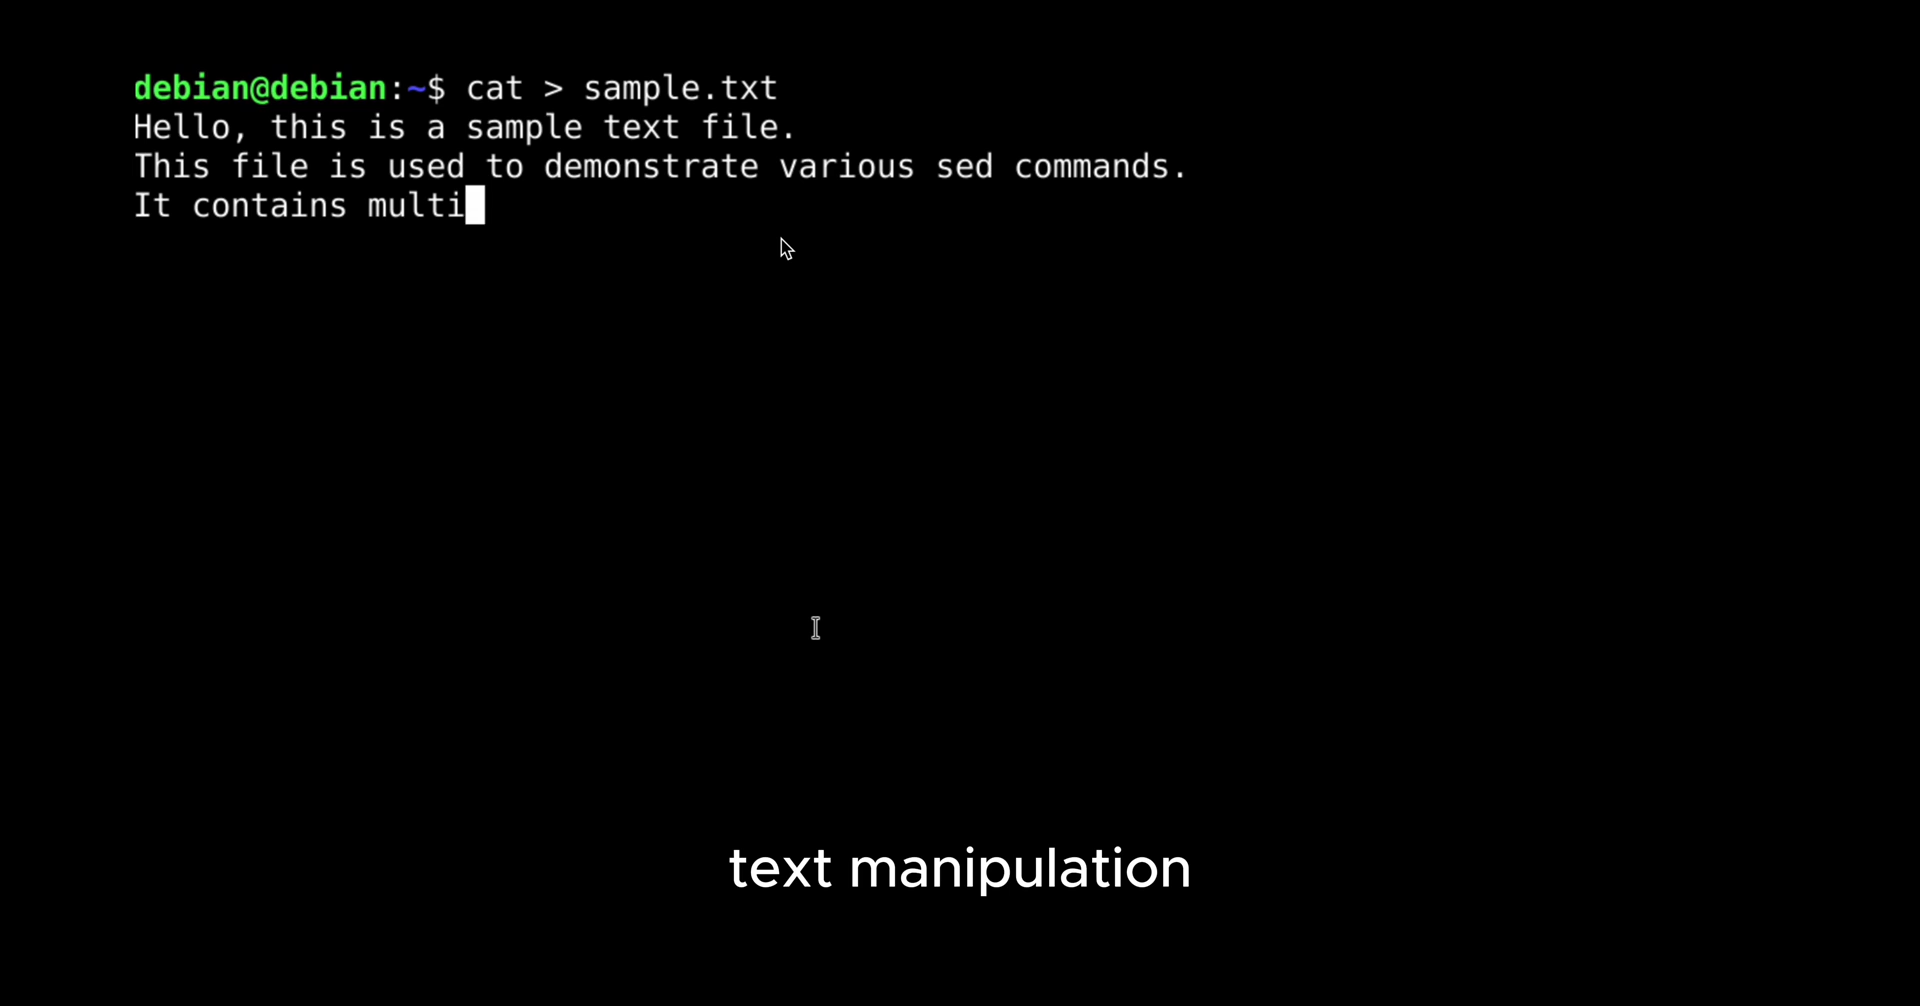 debian@debian:~$ cat > sample.txt
Hello, this is a sample text file.
This file is used to demonstrate various sed commands.
It contains multi
text manipulation